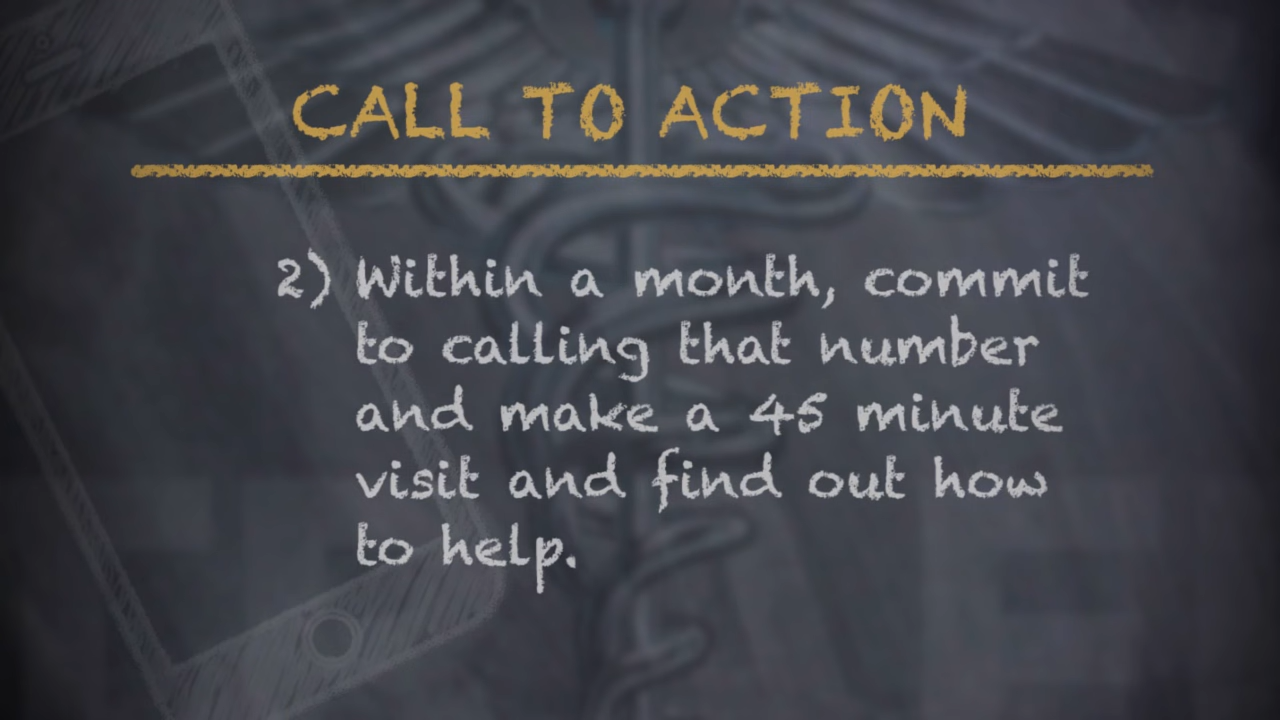 CALL TO ACTION
2) Within a month, commit
to calling that number
and make a 45 minute
visit and find out how
to help.